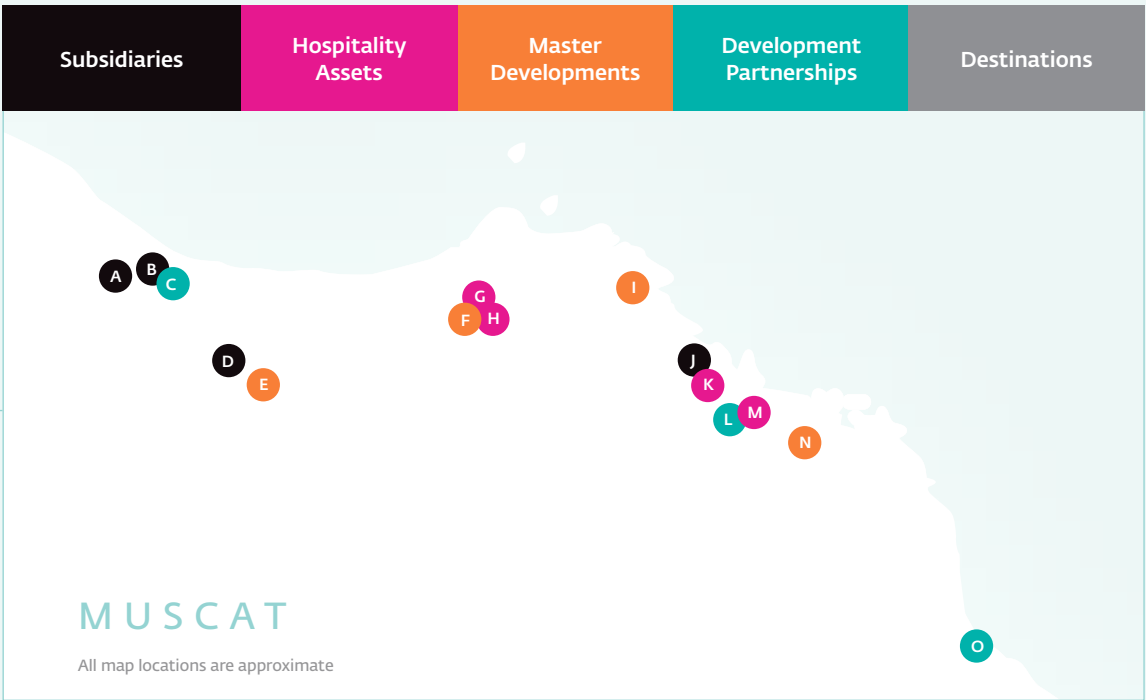 Subsidiaries
Hospitality
Assets
Master
Developments
Development
Partnerships
Destinations
A
B
C
D
E
F
G
H
I
J
K
L
M
N
O
MUSCAT
All map locations are approximate